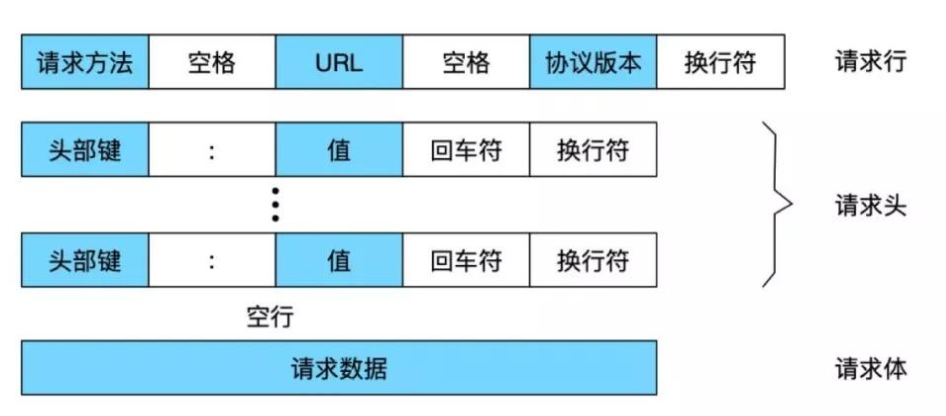 请求方法 空格 URL 空格 协议版本 换行符 请求行
头部键 : 值 回车符 换行符
请求头
头部键 : 值 回车符 换行符
空行
请求数据 请求体